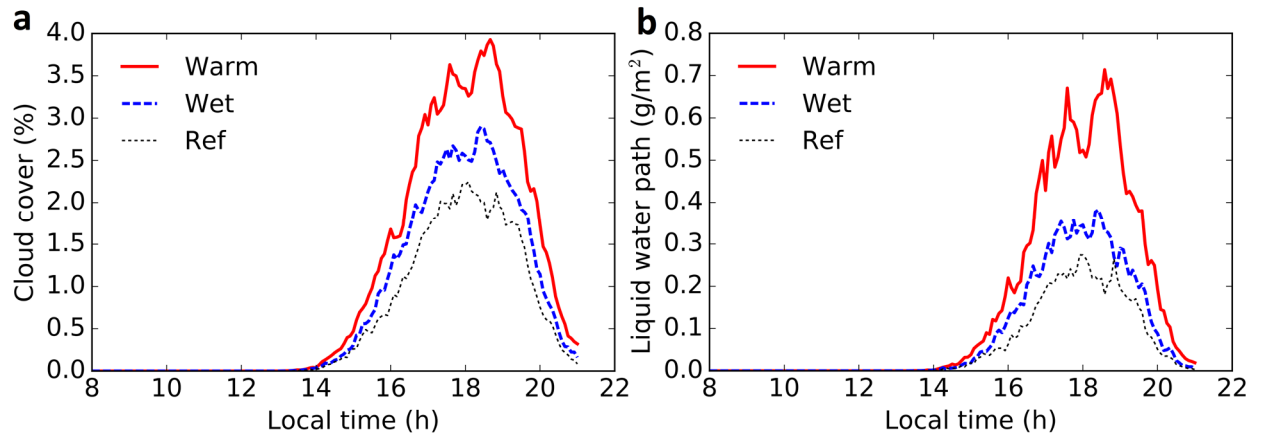 a
Cloud cover (%)
4.0
3.5
3.0
2.5
2.0
1.5
1.0
0.5
0.0
Warm
Wet
Ref
8 10 12 14 16 18 20 22
Local time (h)
b
Liquid water path (g/m²)
0.8
0.7
0.6
0.5
0.4
0.3
0.2
0.1
0.0
Warm
Wet
Ref
8 10 12 14 16 18 20 22
Local time (h)